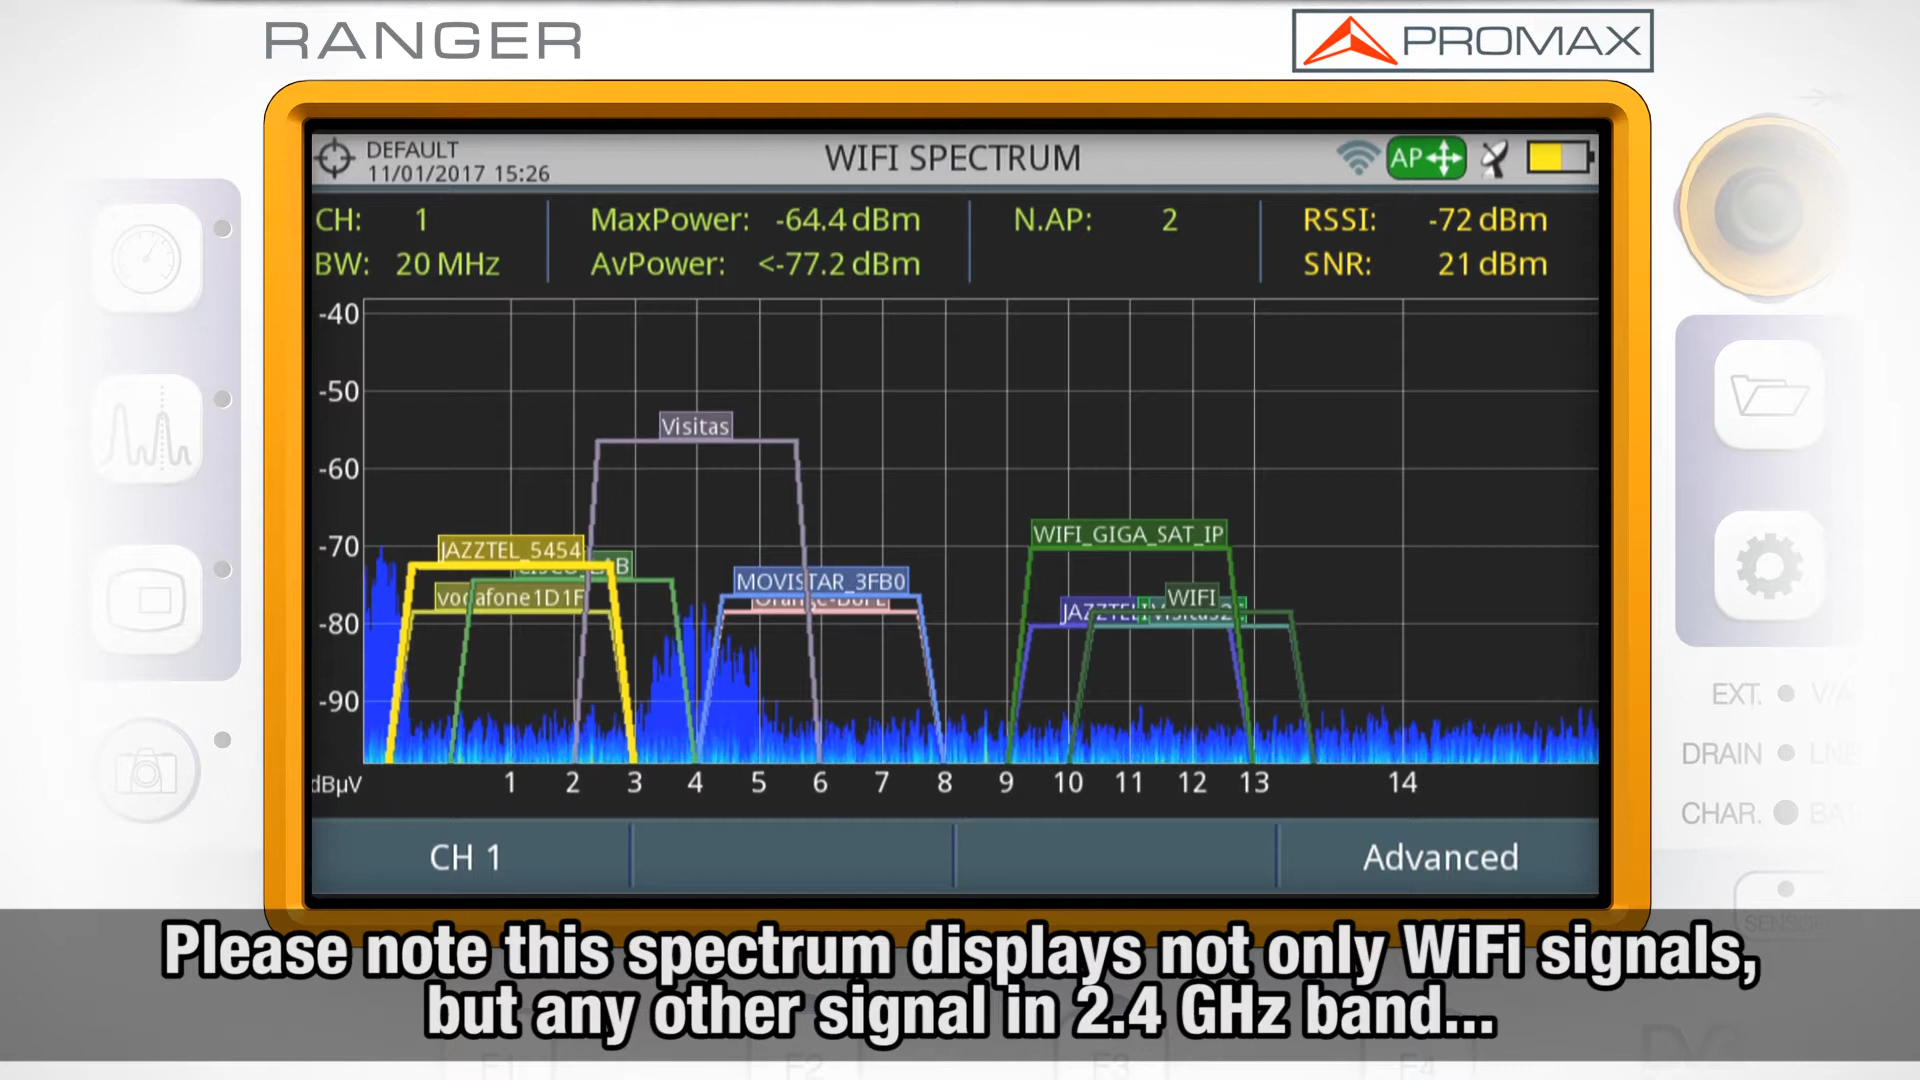 RANGER
PROMAX
DEFAULT
11/01/2017 15:26
WIFI SPECTRUM
AP
CH: 1
MaxPower: -64.4 dBm
N.AP: 2
RSSI: -72 dBm
BW: 20 MHz
AvPower: <-77.2 dBm
SNR: 21 dBm
-40
-50
-60
-70
-80
-90
Visitas
JAZZTEL_5454
vodafone1D1F
MOVISTAR_3FB0
WIFI_GIGA_SAT_IP
WIFI
JAZZTEL
dBµV 1 2 3 4 5 6 7 8 9 10 11 12 13 14
CH 1
Advanced
EXT.
DRAIN
CHAR.
Please note this spectrum displays not only WiFi signals,
but any other signal in 2.4 GHz band...